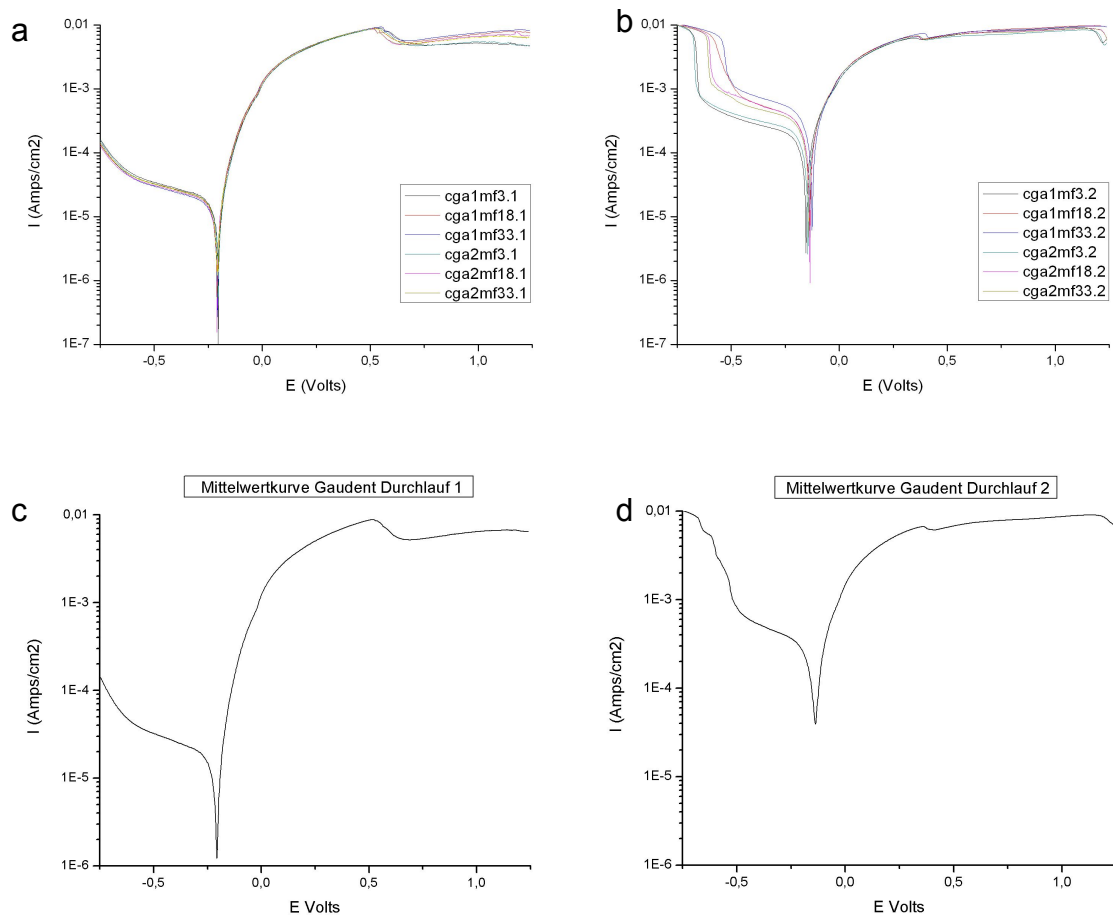 a
0,01
1E-3
1E-4
1E-5
1E-6
1E-7
I (Amps/cm2)
-0,5
0,0
0,5
1,0
E (Volts)
cga1mf3.1
cga1mf18.1
cga1mf33.1
cga2mf3.1
cga2mf18.1
cga2mf33.1
b
0,01
1E-3
1E-4
1E-5
1E-6
1E-7
I (Amps/cm2)
-0,5
0,0
0,5
1,0
E (Volts)
cga1mf3.2
cga1mf18.2
cga1mf33.2
cga2mf3.2
cga2mf18.2
cga2mf33.2
Mittelwertkurve Gaudent Durchlauf 1
c
0,01
1E-3
1E-4
1E-5
1E-6
I (Amps/cm2)
-0,5
0,0
0,5
1,0
E Volts
Mittelwertkurve Gaudent Durchlauf 2
d
0,01
1E-3
1E-4
1E-5
1E-6
I (Amps/cm2)
-0,5
0,0
0,5
1,0
E Volts